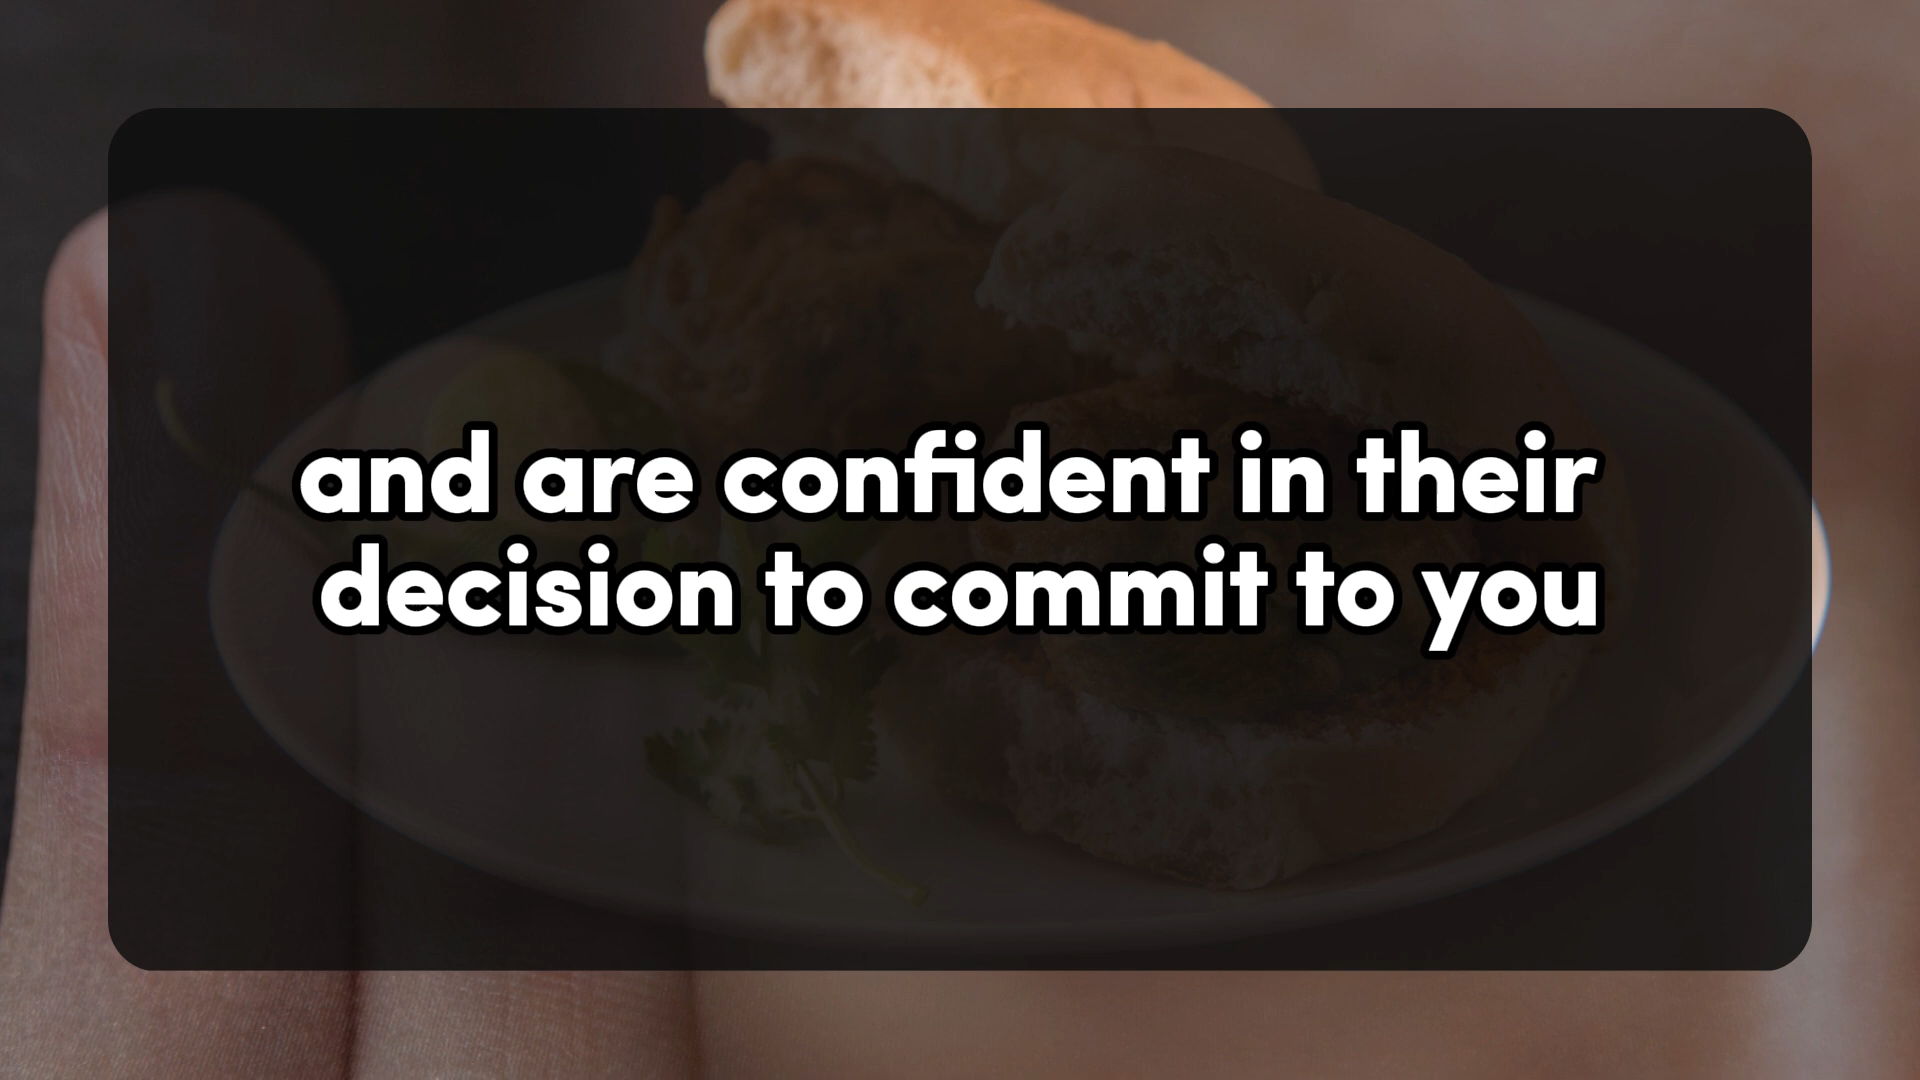 and are confident in their
decision to commit to you